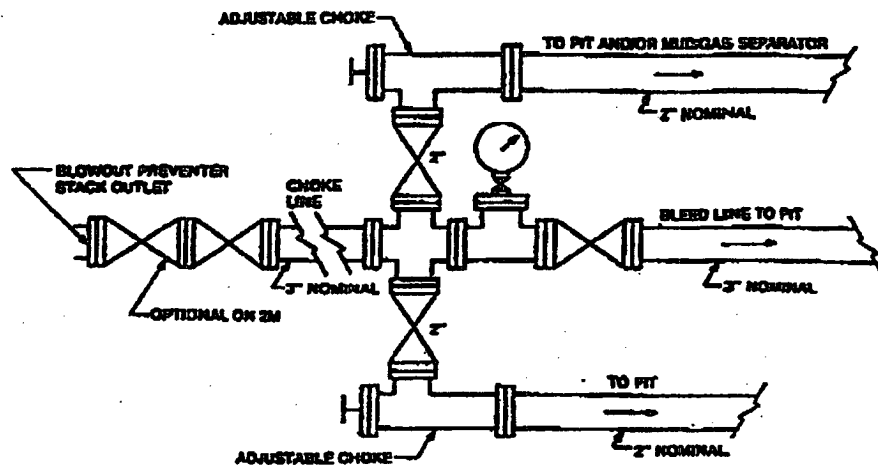 ADJUSTABLE CHOKE
TO PIT AND/OR MUD/GAS SEPARATOR
2" NOMINAL
2"
BLOWOUT PREVENTER
STACK OUTLET
CHOKE
LINE
BLEED LINE TO PIT
3" NOMINAL
3" NOMINAL
OPTIONAL ON 2M
2"
TO PIT
2" NOMINAL
ADJUSTABLE CHOKE